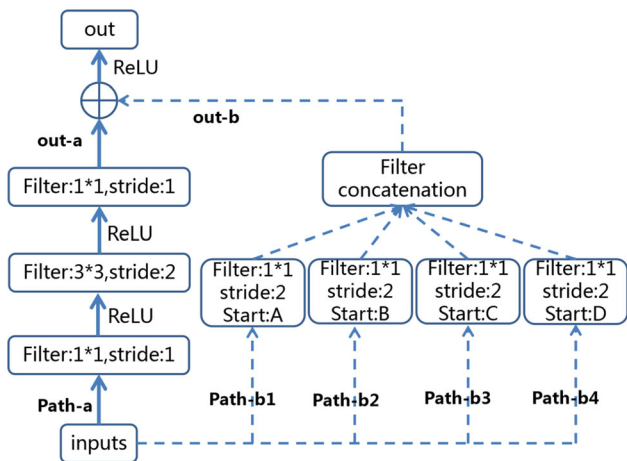 out
ReLU
out-b
out-a
Filter:1*1,stride:1
Filter
concatenation
ReLU
Filter:3*3,stride:2
Filter:1*1
stride:2
Start:A
Filter:1*1
stride:2
Start:B
Filter:1*1
stride:2
Start:C
Filter:1*1
stride:2
Start:D
ReLU
Filter:1*1,stride:1
Path-a
Path-b1
Path-b2
Path-b3
Path-b4
inputs